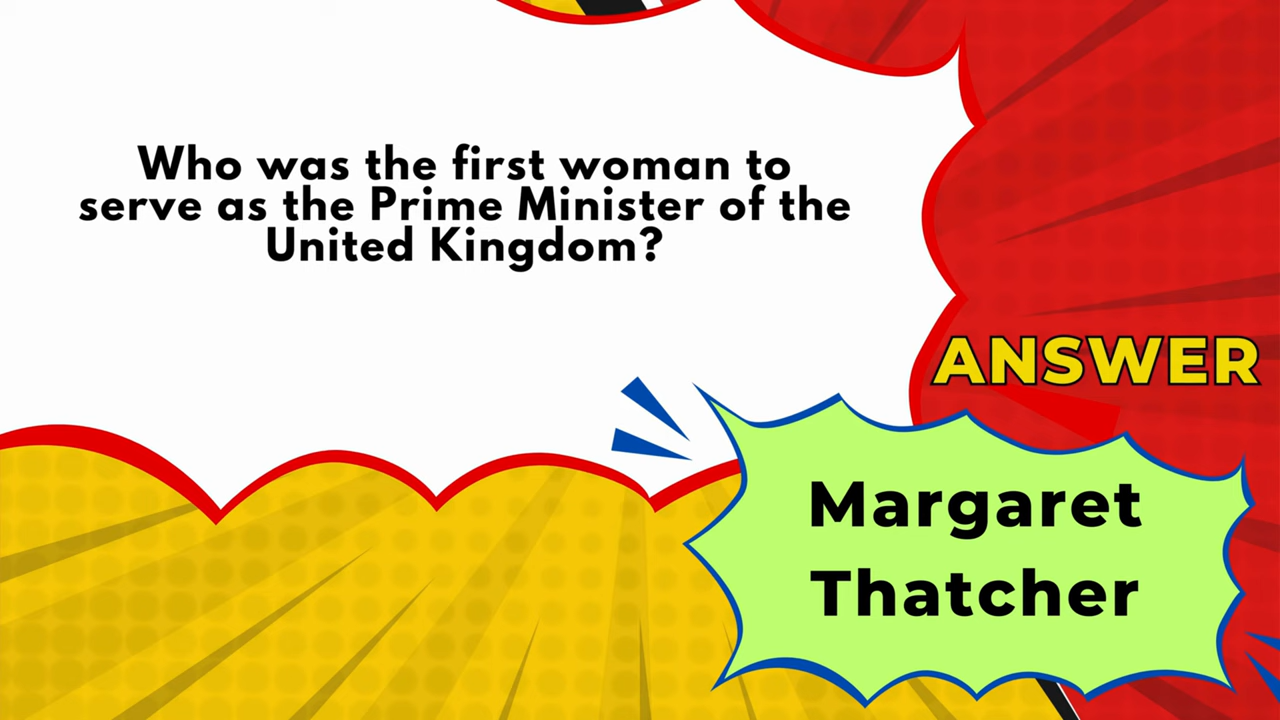 Who was the first woman to
serve as the Prime Minister of the
United Kingdom?
ANSWER
Margaret
Thatcher